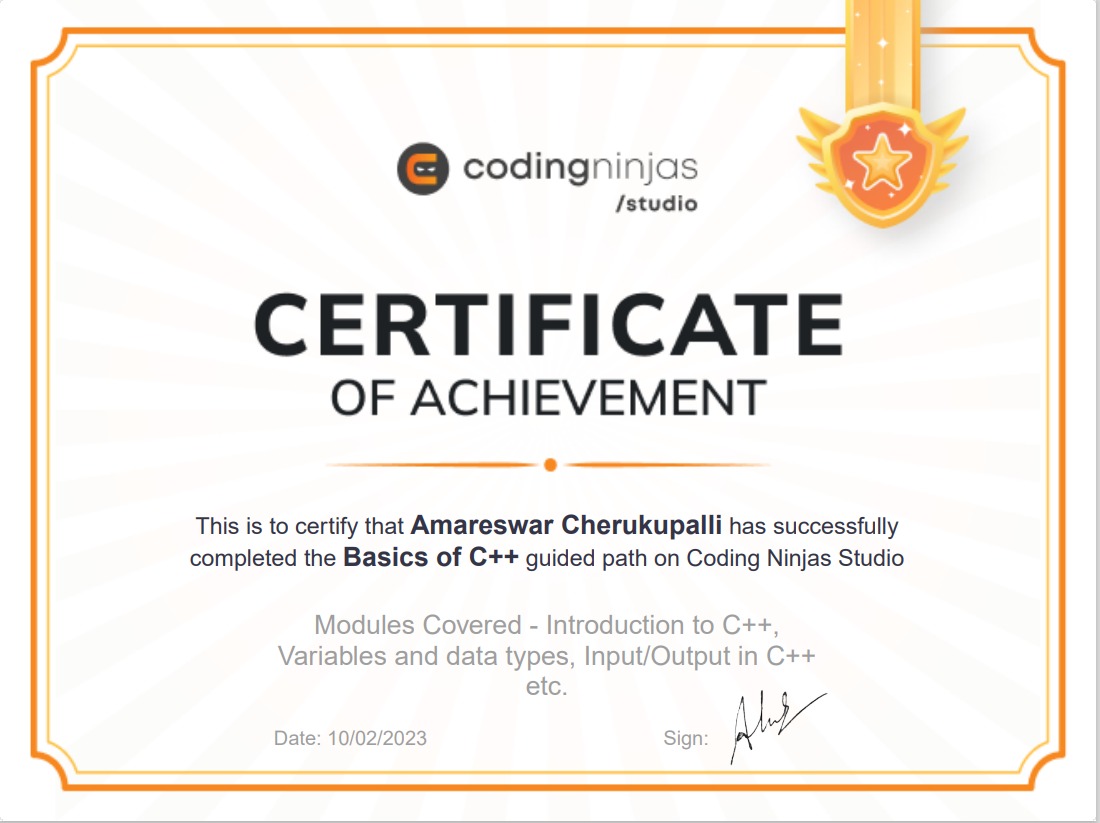 codingninjas
/studio
CERTIFICATE
OF ACHIEVEMENT
This is to certify that Amareswar Cherukupalli has successfully
completed the Basics of C++ guided path on Coding Ninjas Studio
Modules Covered - Introduction to C++,
Variables and data types, Input/Output in C++
etc.
Date: 10/02/2023 Sign: